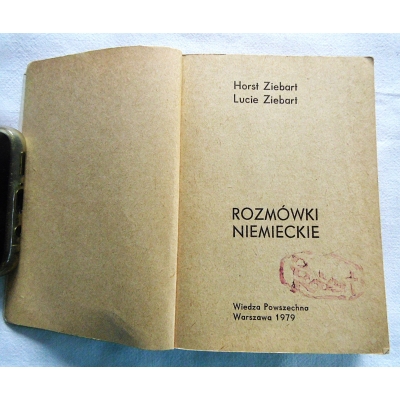 Horst Ziebart
Lucie Ziebart
ROZMÓWKI
NIEMIECKIE
Wiedza Powszechna
Warszawa 1979